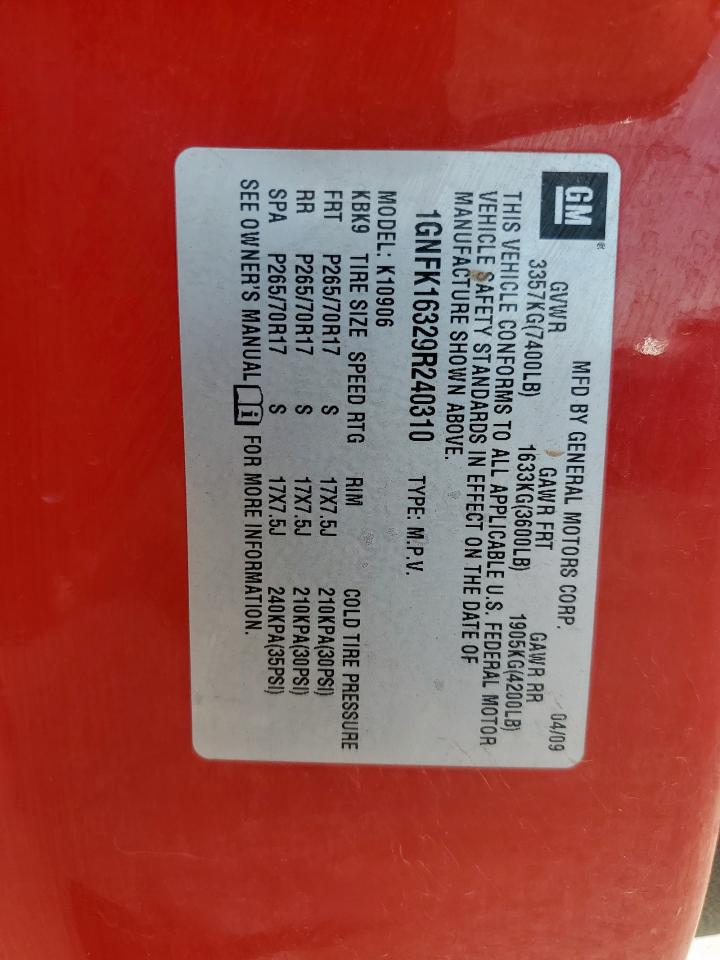 GM ®
MFD BY GENERAL MOTORS CORP. 04/09
GVWR GAWR FRT GAWR RR
3357KG(7400LB) 1633KG(3600LB) 1905KG(4200LB)
THIS VEHICLE CONFORMS TO ALL APPLICABLE U.S. FEDERAL MOTOR
VEHICLE SAFETY STANDARDS IN EFFECT ON THE DATE OF
MANUFACTURE SHOWN ABOVE.
1GNFK16329R240310 TYPE: M.P.V.
MODEL: K10906
KBK9 TIRE SIZE SPEED RTG RIM COLD TIRE PRESSURE
FRT P265/70R17 S 17X7.5J 210KPA(30PSI)
RR P265/70R17 S 17X7.5J 210KPA(30PSI)
SPA P265/70R17 S 17X7.5J 240KPA(35PSI)
SEE OWNER'S MANUAL i FOR MORE INFORMATION.